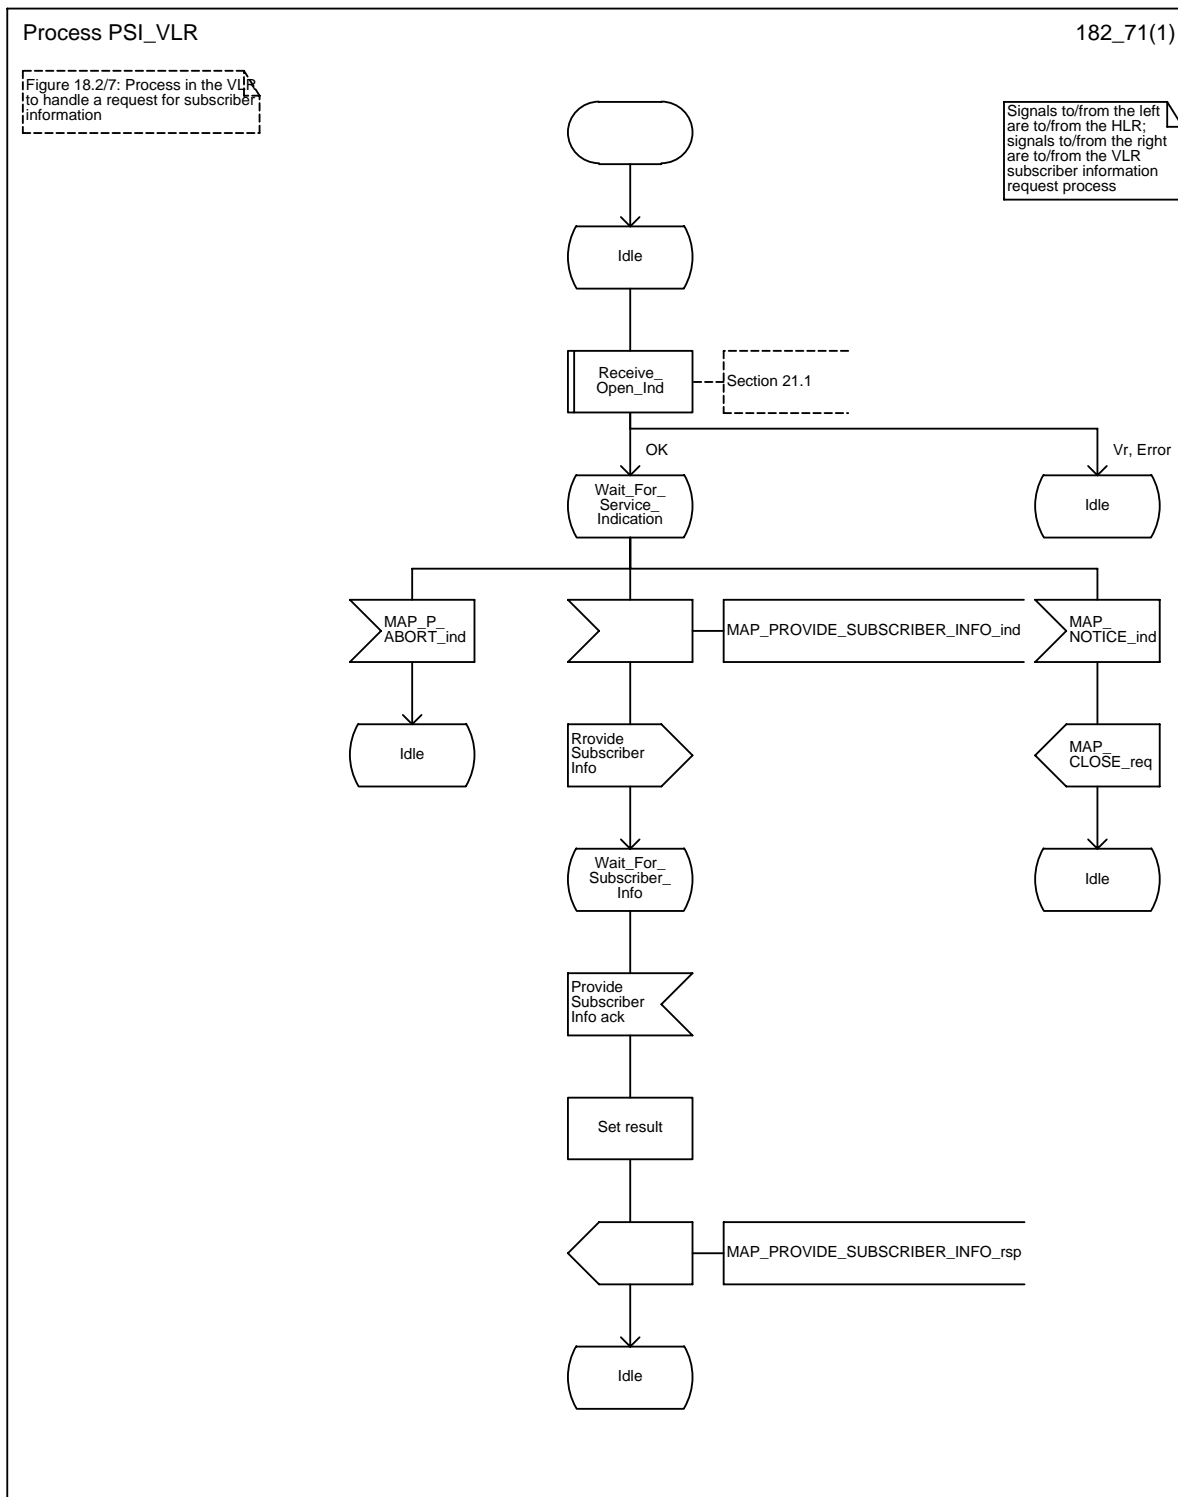 Process PSI_VLR
182_71(1)
Figure 18.2/7: Process in the VLR
to handle a request for subscriber
information
Signals to/from the left
are to/from the HLR;
signals to/from the right
are to/from the VLR
subscriber information
request process
Idle
Receive_
Open_Ind
Section 21.1
OK
Vr, Error
Wait_For_
Service_
Indication
Idle
MAP_P_
ABORT_ind
MAP_PROVIDE_SUBSCRIBER_INFO_ind
MAP_
NOTICE_ind
Idle
Rrovide
Subscriber
Info
MAP_
CLOSE_req
Wait_For_
Subscriber_
Info
Idle
Provide
Subscriber
Info ack
Set result
MAP_PROVIDE_SUBSCRIBER_INFO_rsp
Idle